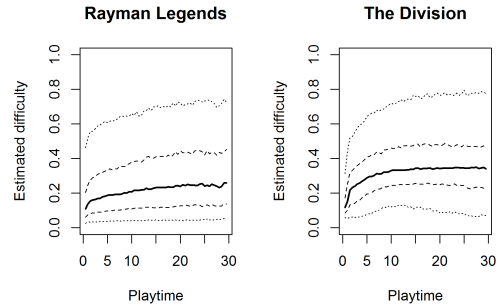 Rayman Legends
Estimated difficulty
0.0 0.2 0.4 0.6 0.8 1.0
0 5 10 20 30
Playtime
The Division
Estimated difficulty
0.0 0.2 0.4 0.6 0.8 1.0
0 5 10 20 30
Playtime